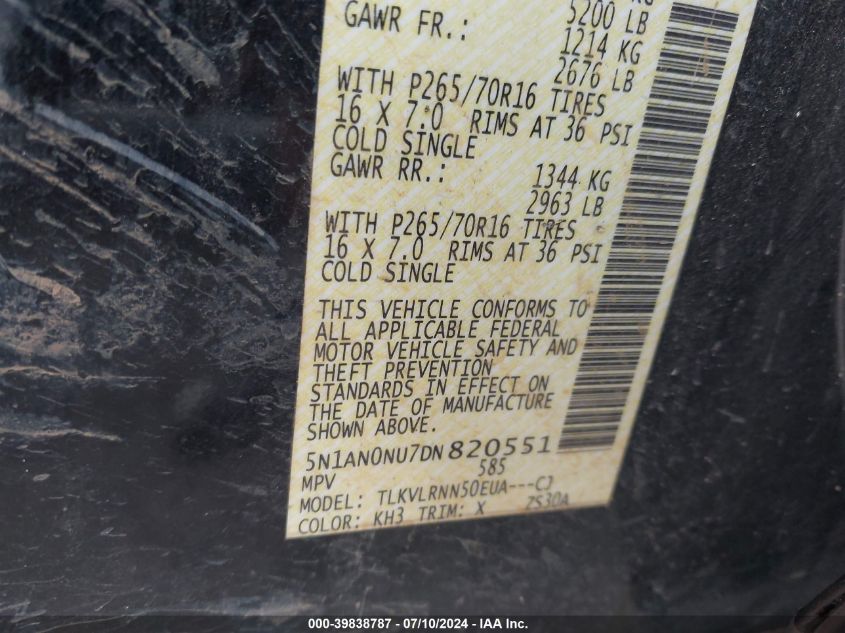 5200 LB
GAWR FR.: 1214 KG
2676 LB
WITH P265/70R16 TIRES
16 X 7.0 RIMS AT 36 PSI
COLD SINGLE
GAWR RR.: 1344 KG
2963 LB
WITH P265/70R16 TIRES
16 X 7.0 RIMS AT 36 PSI
COLD SINGLE
THIS VEHICLE CONFORMS TO
ALL APPLICABLE FEDERAL
MOTOR VEHICLE SAFETY AND
THEFT PREVENTION
STANDARDS IN EFFECT ON
THE DATE OF MANUFACTURE
SHOWN ABOVE.
5N1AN0NU7DN820551
MPV 585
MODEL: TLKVLRNN50EUA---CJ
COLOR: KH3 TRIM: X ZS30A
000-39838787 - 07/10/2024 - IAA Inc.